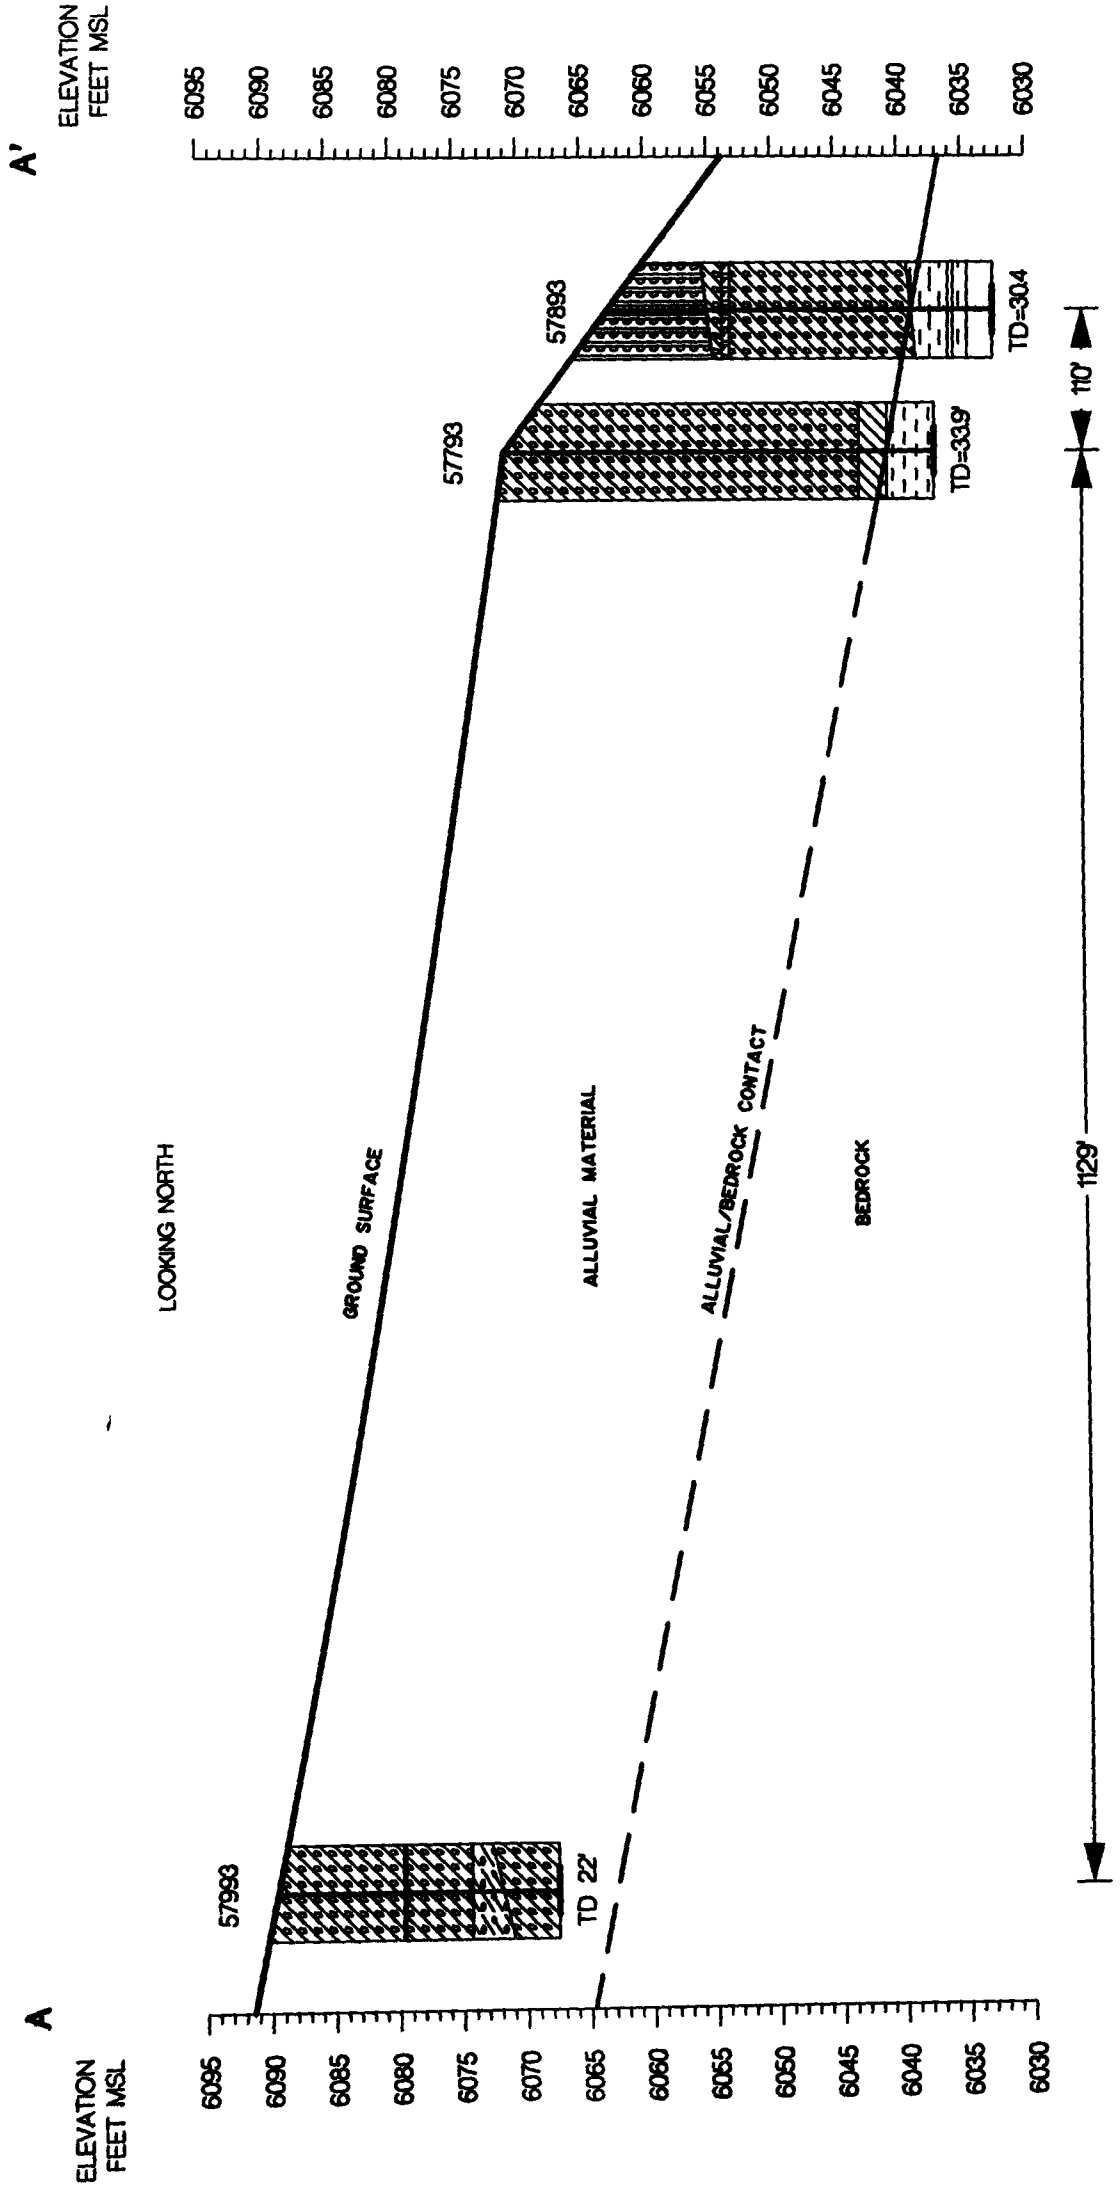 A
A'
ELEVATION
FEET MSL
ELEVATION
FEET MSL
LOOKING NORTH
6095
6090
6085
6080
6075
6070
6065
6060
6055
6050
6045
6040
6035
6030
6095
6090
6085
6080
6075
6070
6065
6060
6055
6050
6045
6040
6035
6030
57993
57793
57893
GROUND SURFACE
ALLUVIAL MATERIAL
ALLUVIAL/BEDROCK CONTACT
BEDROCK
TD 22'
TD=33.9'
TD=30.4
1129'
110'